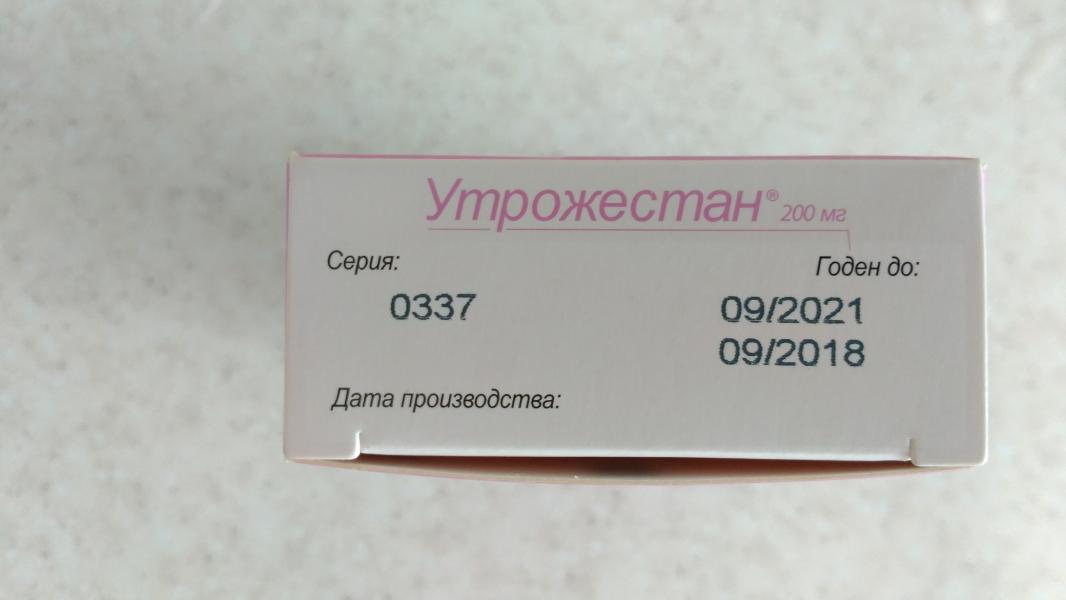 Утрожестан® 200 мг
Серия: Годен до:
0337 09/2021
09/2018
Дата производства: